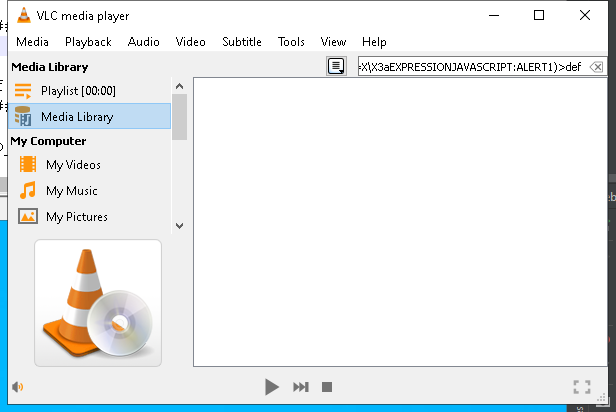 VLC media player
Media Playback Audio Video Subtitle Tools View Help
Media Library
=X\X3aEXPRESSIONJAVASCRIPT:ALERT1)>def
Playlist [00:00]
Media Library
My Computer
My Videos
My Music
My Pictures